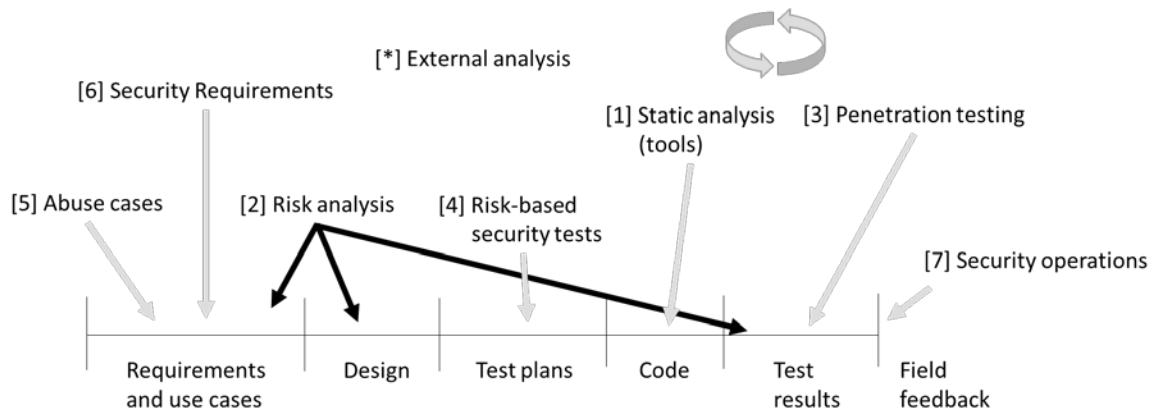 [*] External analysis
[6] Security Requirements
[1] Static analysis
(tools)
[3] Penetration testing
[5] Abuse cases
[2] Risk analysis
[4] Risk-based
security tests
[7] Security operations
Requirements
and use cases
Design
Test plans
Code
Test
results
Field
feedback